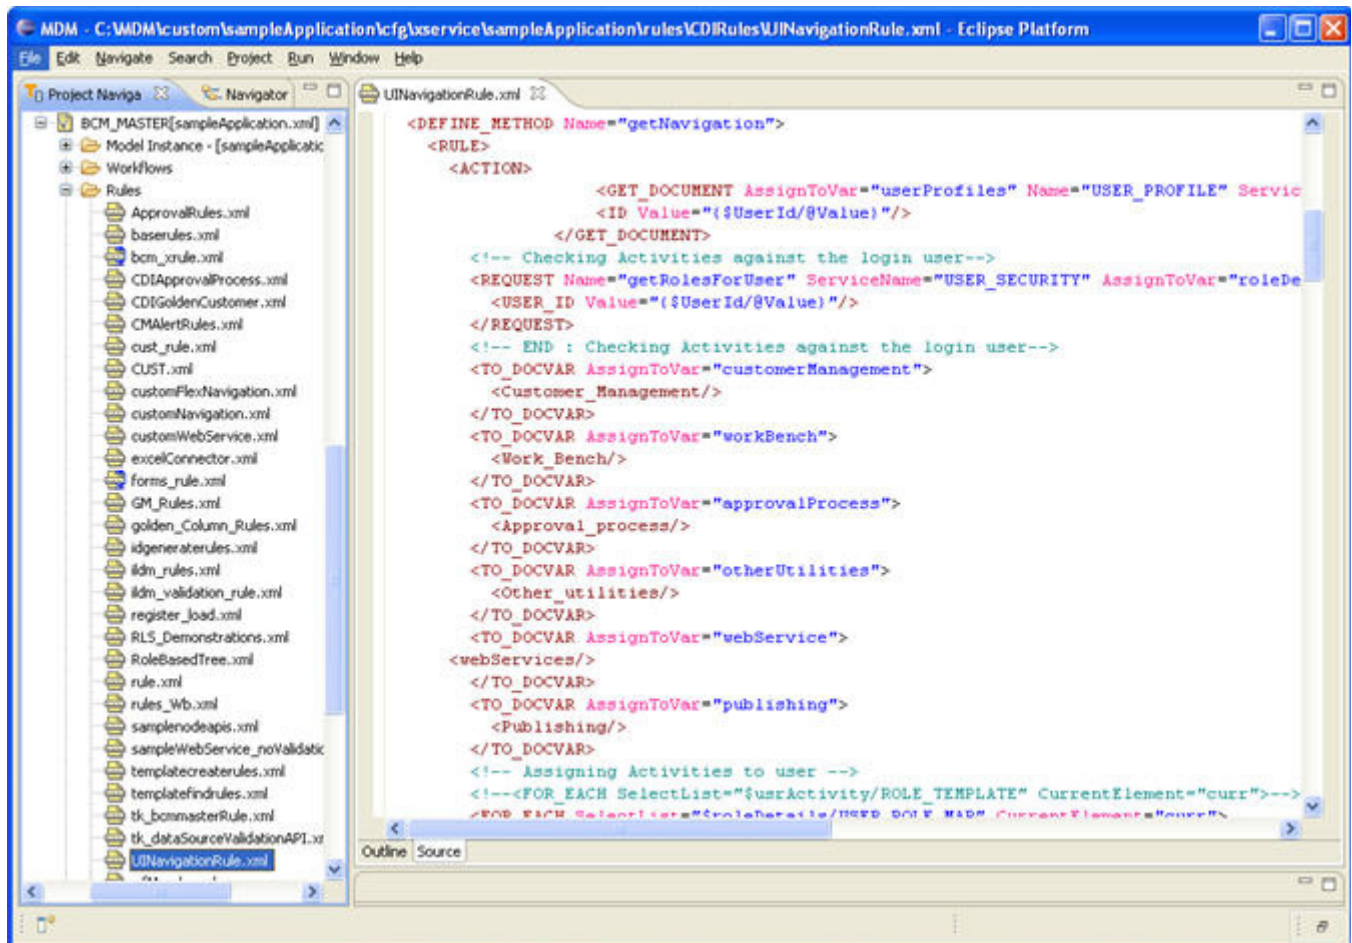 MDM - C:\MDM\custom\sampleApplication\cfg\xservice\sampleApplication\rules\CDIRules\UINavigationRule.xml - Eclipse Platform
File Edit Navigate Search Project Run Window Help
Project Naviga Navigator
BCM_MASTER[sampleApplication.xml]
Model Instance - [sampleApplicatic
Workflows
Rules
ApprovalRules.xml
baserules.xml
bcm_xrule.xml
CDIApprovalProcess.xml
CDIGoldenCustomer.xml
CMAlertRules.xml
cust_rule.xml
CUST.xml
customFlexNavigation.xml
customNavigation.xml
customWebService.xml
excelConnector.xml
forms_rule.xml
GM_Rules.xml
golden_Column_Rules.xml
idgeneraterules.xml
ildm_rules.xml
ildm_validation_rule.xml
register_load.xml
RLS_Demonstrations.xml
RoleBasedTree.xml
rule.xml
rules_Wb.xml
samplenodeapis.xml
sampleWebService_noValidatic
templatecreaterules.xml
templatefindrules.xml
tk_bcmmasterRule.xml
tk_dataSourceValidationAPI.xr
UINavigationRule.xml
UINavigationRule.xml
<DEFINE_METHOD Name="getNavigation">
<RULE>
<ACTION>
<GET_DOCUMENT AssignToVar="userProfiles" Name="USER_PROFILE" Servic
<ID Value="{$UserId/@Value}"/>
</GET_DOCUMENT>
<!-- Checking Activities against the login user-->
<REQUEST Name="getRolesForUser" ServiceName="USER_SECURITY" AssignToVar="roleDe
<USER_ID Value="{$UserId/@Value}"/>
</REQUEST>
<!-- END : Checking Activities against the login user-->
<TO_DOCVAR AssignToVar="customerManagement">
<Customer_Management/>
</TO_DOCVAR>
<TO_DOCVAR AssignToVar="workBench">
<Work_Bench/>
</TO_DOCVAR>
<TO_DOCVAR AssignToVar="approvalProcess">
<Approval_process/>
</TO_DOCVAR>
<TO_DOCVAR AssignToVar="otherUtilities">
<Other_utilities/>
</TO_DOCVAR>
<TO_DOCVAR AssignToVar="webService">
<webServices/>
</TO_DOCVAR>
<TO_DOCVAR AssignToVar="publishing">
<Publishing/>
</TO_DOCVAR>
<!-- Assigning Activities to user -->
<!--<FOR_EACH SelectList="$usrActivity/ROLE_TEMPLATE" CurrentElement="curr">-->
<FOR_EACH SelectList="$roleDetails/USER_ROLE_MAP" CurrentElement="curr">
Outline Source